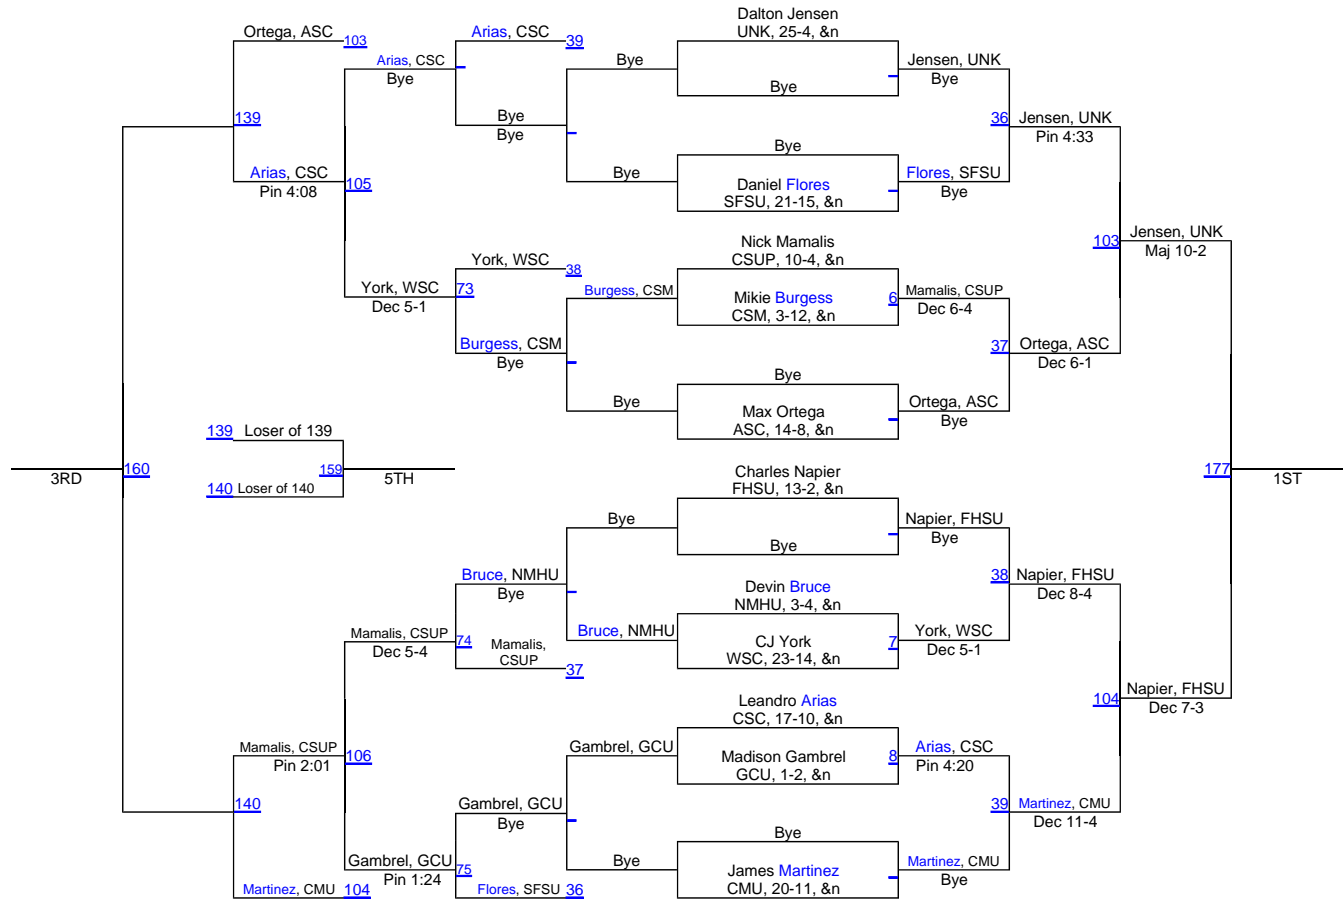 Dalton Jensen
UNK, 25-4, &n
Ortega, ASC
103
Arias, CSC
39
Arias, CSC
Bye
Bye
Bye
Jensen, UNK
Bye
139
Bye
Bye
36
Jensen, UNK
Pin 4:33
Bye
Arias, CSC
Pin 4:08
105
Bye
Daniel Flores
SFSU, 21-15, &n
Flores, SFSU
Bye
Nick Mamalis
CSUP, 10-4, &n
103
Jensen, UNK
Maj 10-2
York, WSC
38
York, WSC
Dec 5-1
73
Burgess, CSM
Mikie Burgess
CSM, 3-12, &n
6
Mamalis, CSUP
Dec 6-4
Burgess, CSM
Bye
37
Ortega, ASC
Dec 6-1
Bye
Bye
Max Ortega
ASC, 14-8, &n
Ortega, ASC
Bye
139
Loser of 139
3RD
160
159
5TH
177
1ST
140
Loser of 140
Charles Napier
FHSU, 13-2, &n
Bye
Napier, FHSU
Bye
Bye
Bruce, NMHU
Bye
38
Napier, FHSU
Dec 8-4
Devin Bruce
NMHU, 3-4, &n
Mamalis, CSUP
Dec 5-4
74
Mamalis,
CSUP
37
Bruce, NMHU
CJ York
WSC, 23-14, &n
7
York, WSC
Dec 5-1
Leandro Arias
CSC, 17-10, &n
104
Napier, FHSU
Dec 7-3
Mamalis, CSUP
Pin 2:01
106
Gambrel, GCU
Madison Gambrel
GCU, 1-2, &n
8
Arias, CSC
Pin 4:20
140
Gambrel, GCU
Bye
39
Martinez, CMU
Dec 11-4
Bye
Gambrel, GCU
Pin 1:24
75
Bye
James Martinez
CMU, 20-11, &n
Martinez, CMU
Bye
Martinez, CMU
104
Flores, SFSU
36